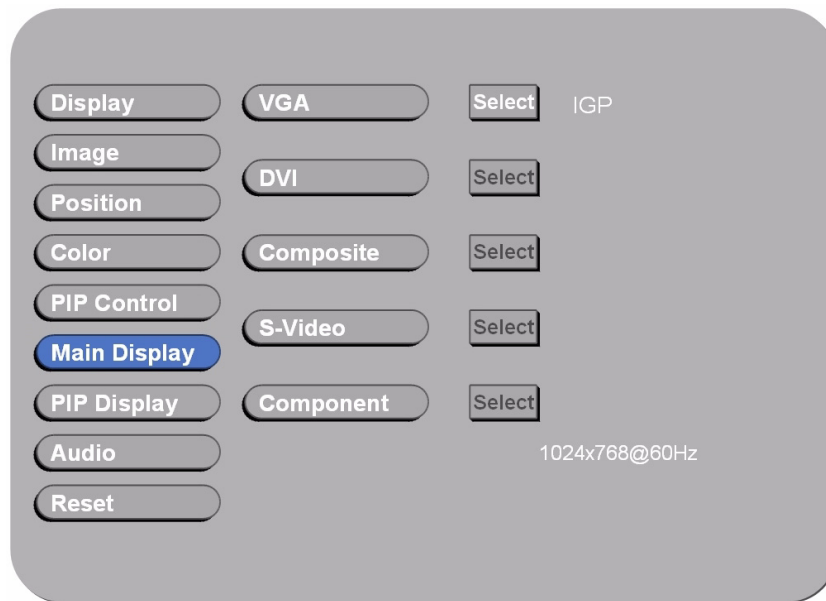 Display
Image
Position
Color
PIP Control
Main Display
PIP Display
Audio
Reset
VGA Select IGP
DVI Select
Composite Select
S-Video Select
Component Select
1024x768@60Hz